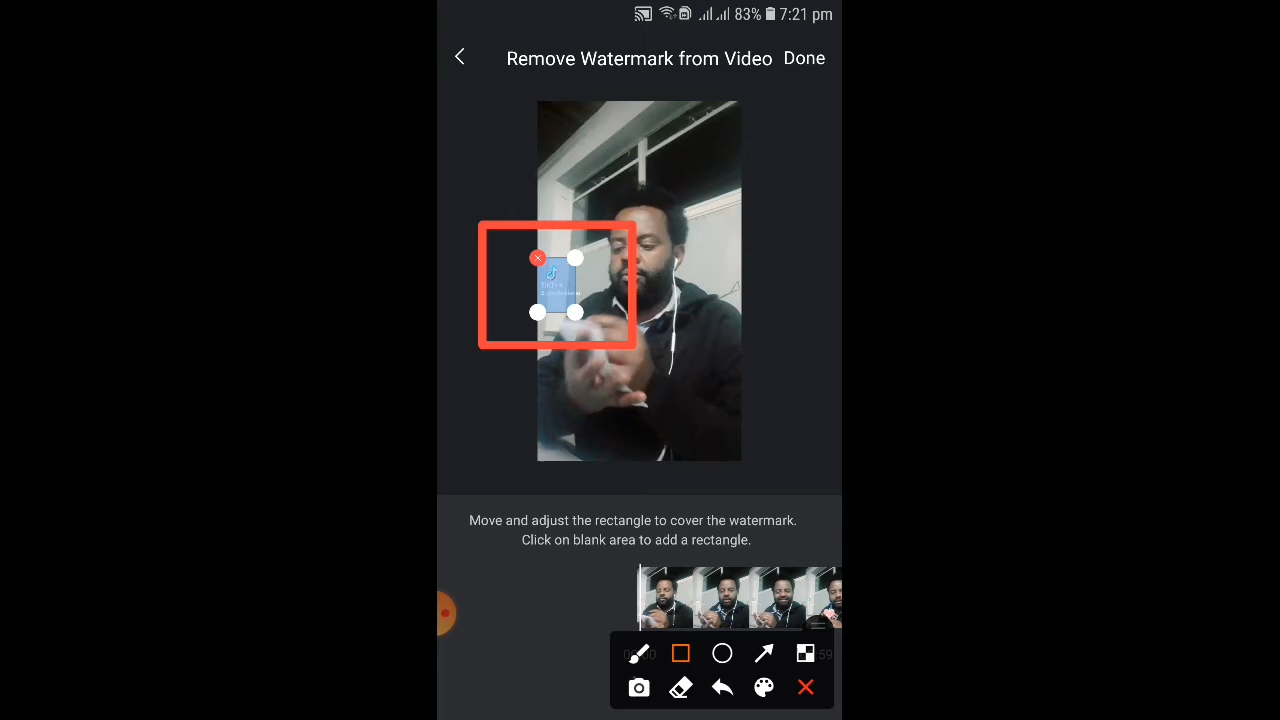 83% 7:21 pm
Remove Watermark from Video Done
TikTok
Move and adjust the rectangle to cover the watermark.
Click on blank area to add a rectangle.